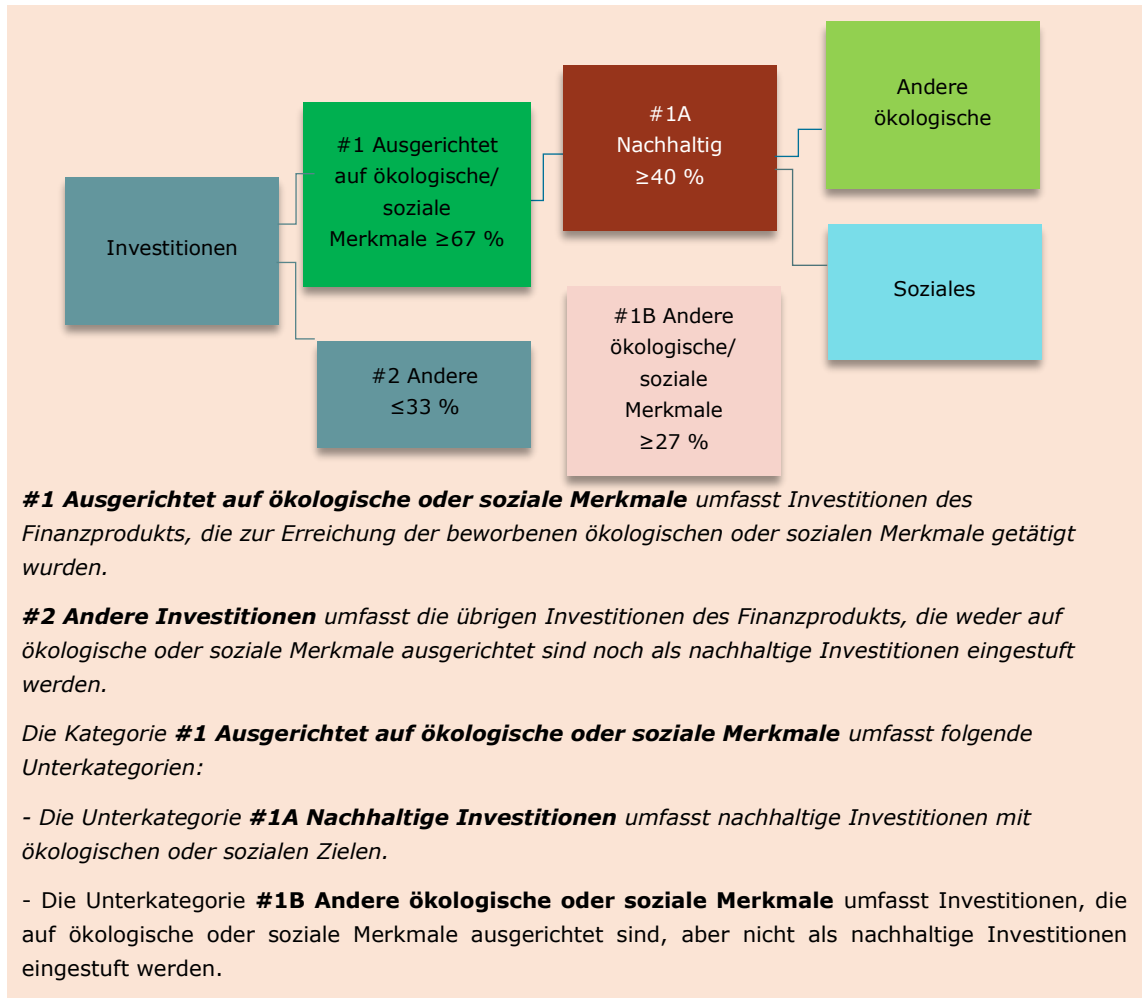 Investitionen
#1 Ausgerichtet
auf ökologische/
soziale
Merkmale ≥67 %
#2 Andere
≤33 %
#1A
Nachhaltig
≥40 %
#1B Andere
ökologische/
soziale
Merkmale
≥27 %
Andere
ökologische
Soziales
#1 Ausgerichtet auf ökologische oder soziale Merkmale umfasst Investitionen des
Finanzprodukts, die zur Erreichung der beworbenen ökologischen oder sozialen Merkmale getätigt
wurden.
#2 Andere Investitionen umfasst die übrigen Investitionen des Finanzprodukts, die weder auf
ökologische oder soziale Merkmale ausgerichtet sind noch als nachhaltige Investitionen eingestuft
werden.
Die Kategorie #1 Ausgerichtet auf ökologische oder soziale Merkmale umfasst folgende
Unterkategorien:
- Die Unterkategorie #1A Nachhaltige Investitionen umfasst nachhaltige Investitionen mit
ökologischen oder sozialen Zielen.
- Die Unterkategorie #1B Andere ökologische oder soziale Merkmale umfasst Investitionen, die
auf ökologische oder soziale Merkmale ausgerichtet sind, aber nicht als nachhaltige Investitionen
eingestuft werden.